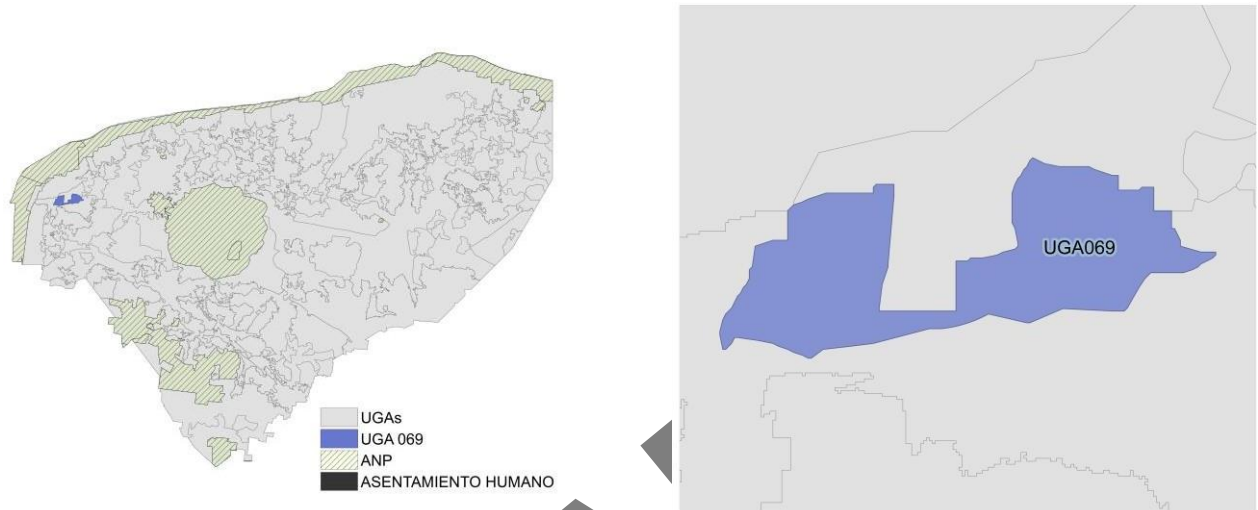 UGAs
UGA 069
ANP
ASENTAMIENTO HUMANO
UGA069